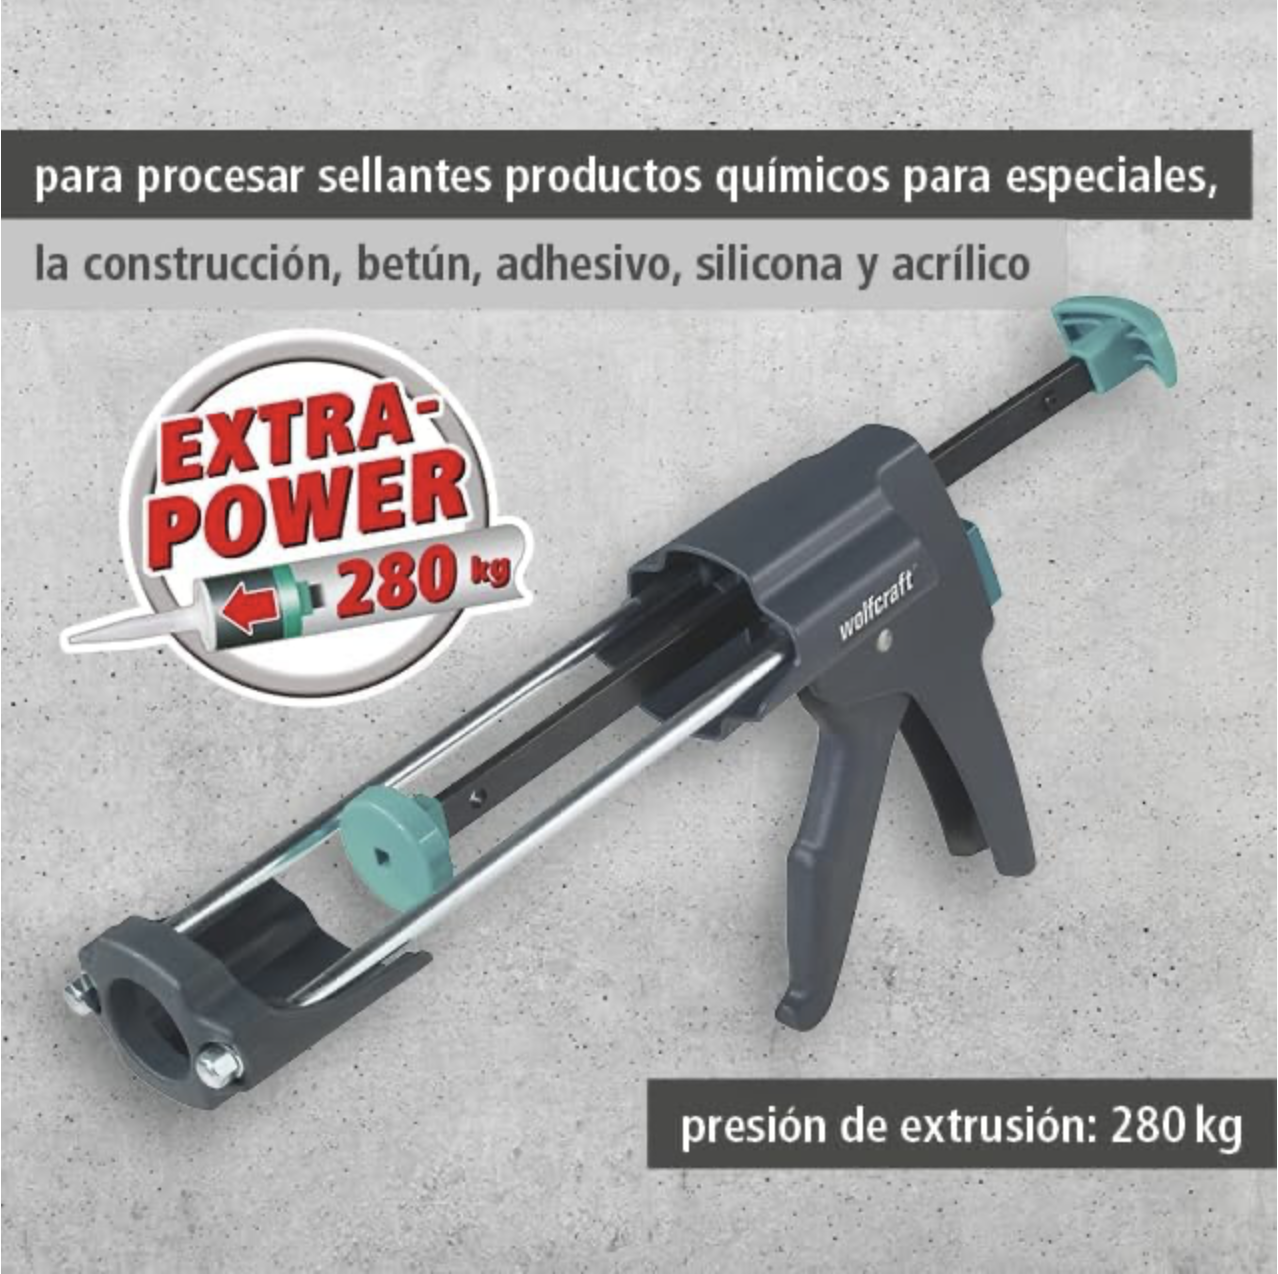 para procesar sellantes productos químicos para especiales,
la construcción, betún, adhesivo, silicona y acrílico
EXTRA-
POWER
280 kg
wolfcraft
presión de extrusión: 280 kg